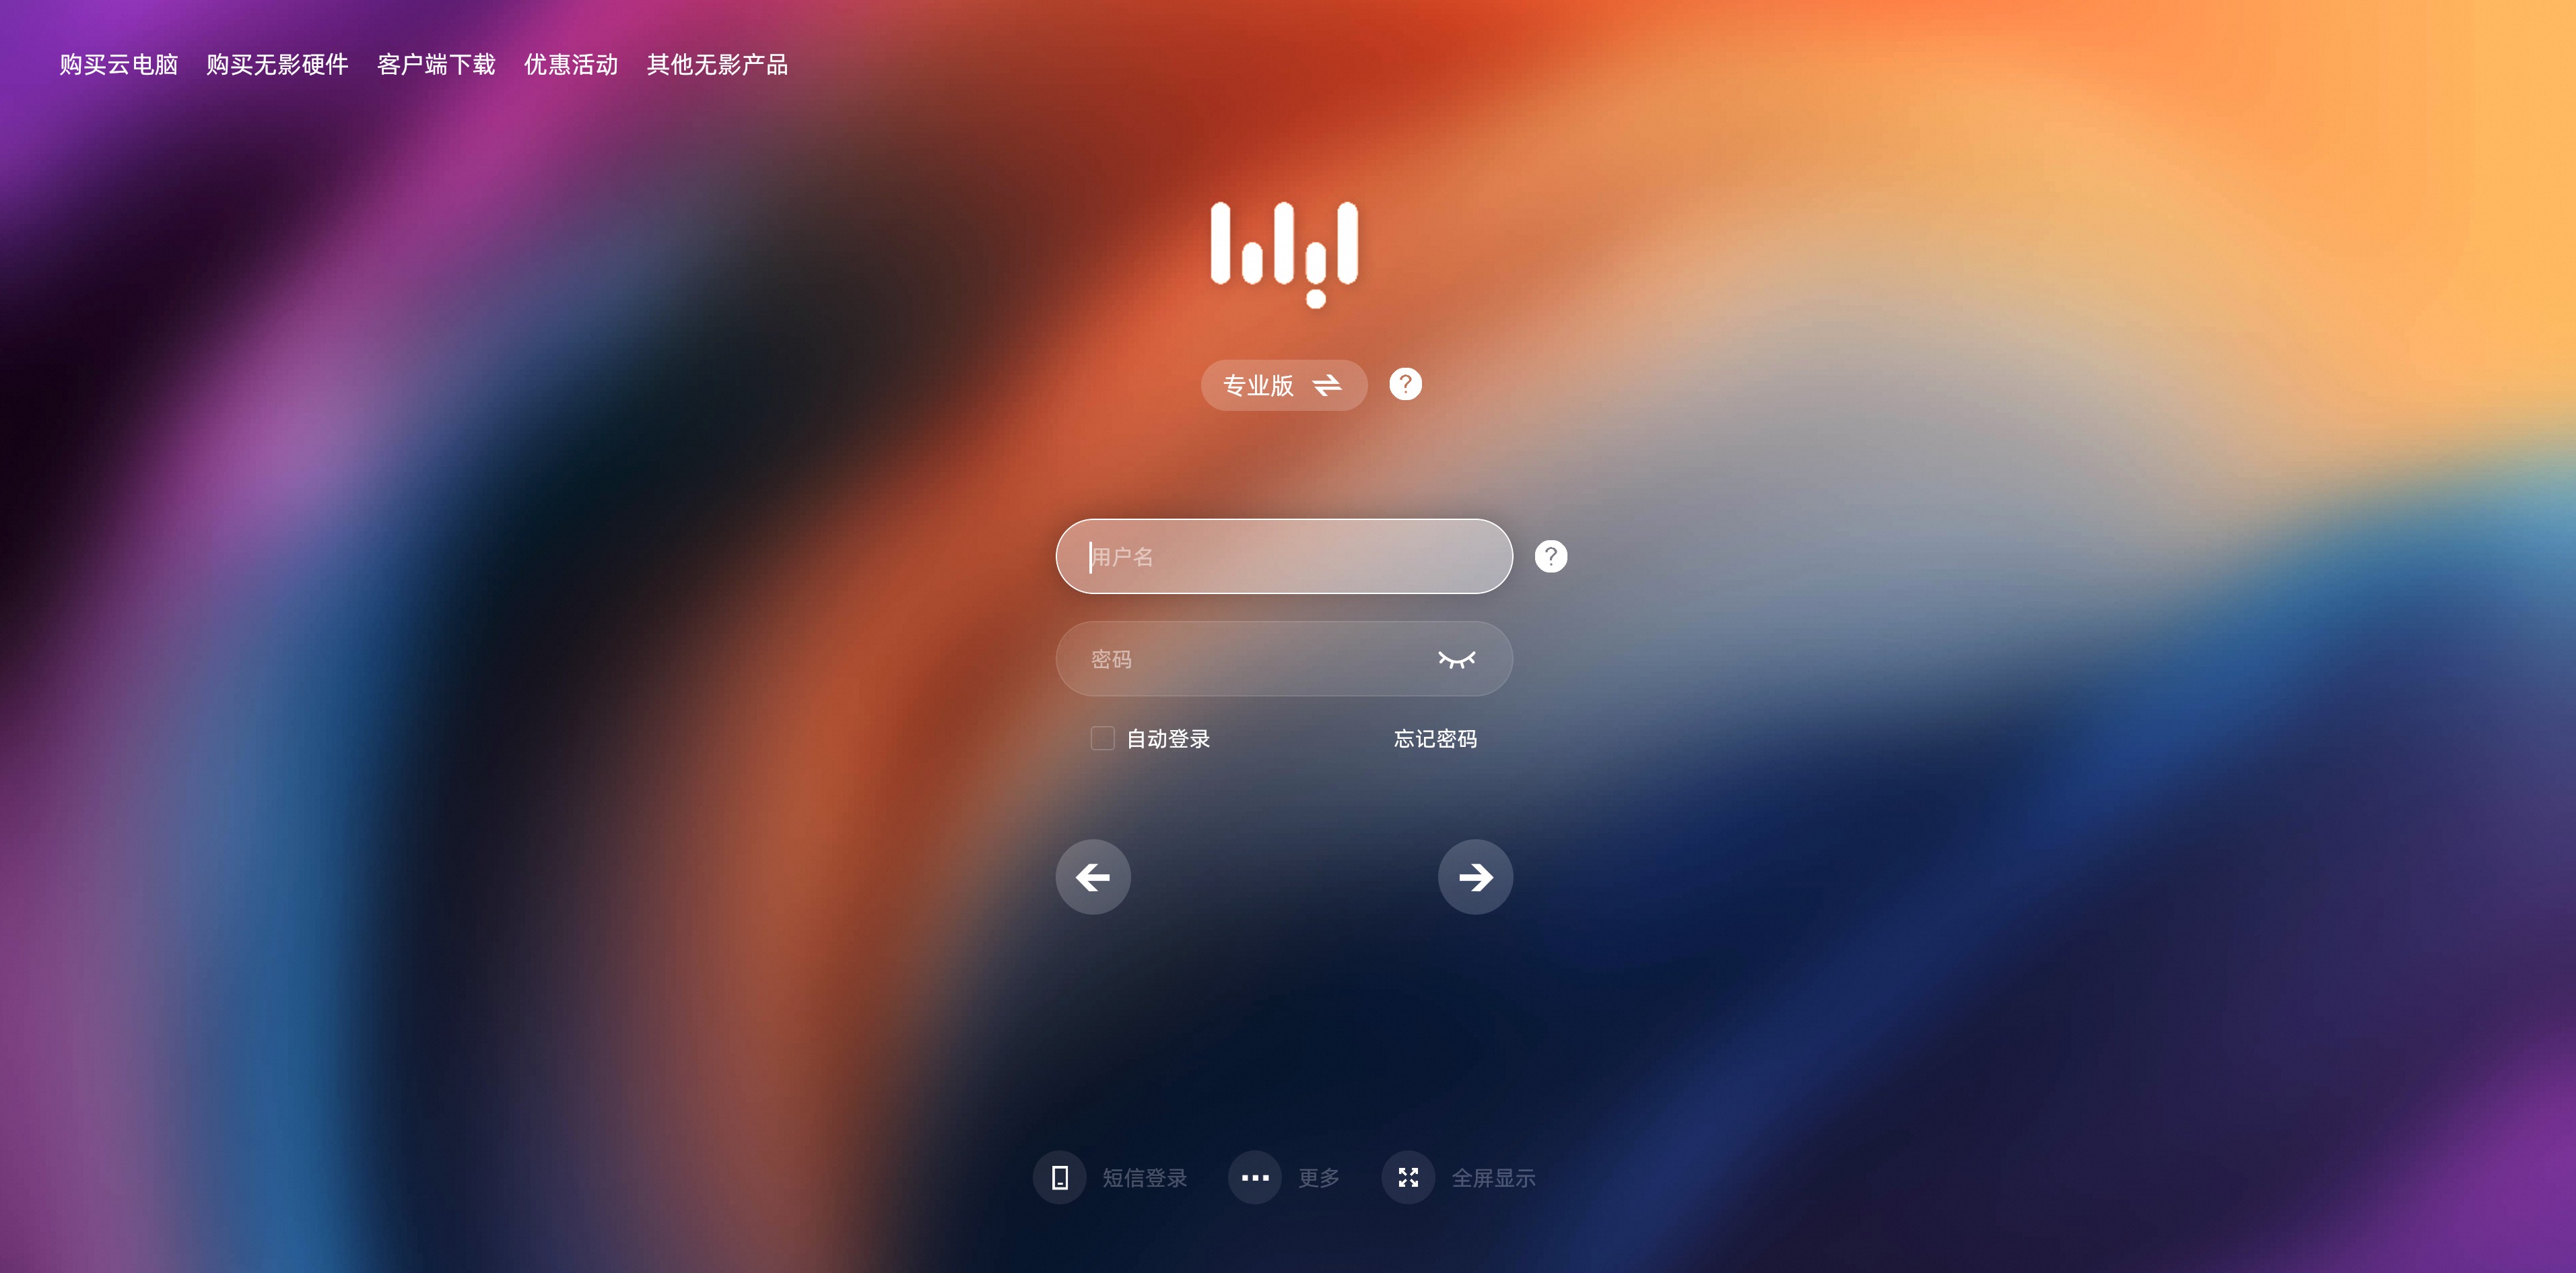 购买云电脑 购买无影硬件 客户端下载 优惠活动 其他无影产品
专业版 ?
用户名 ?
密码
自动登录 忘记密码
短信登录 更多 全屏显示